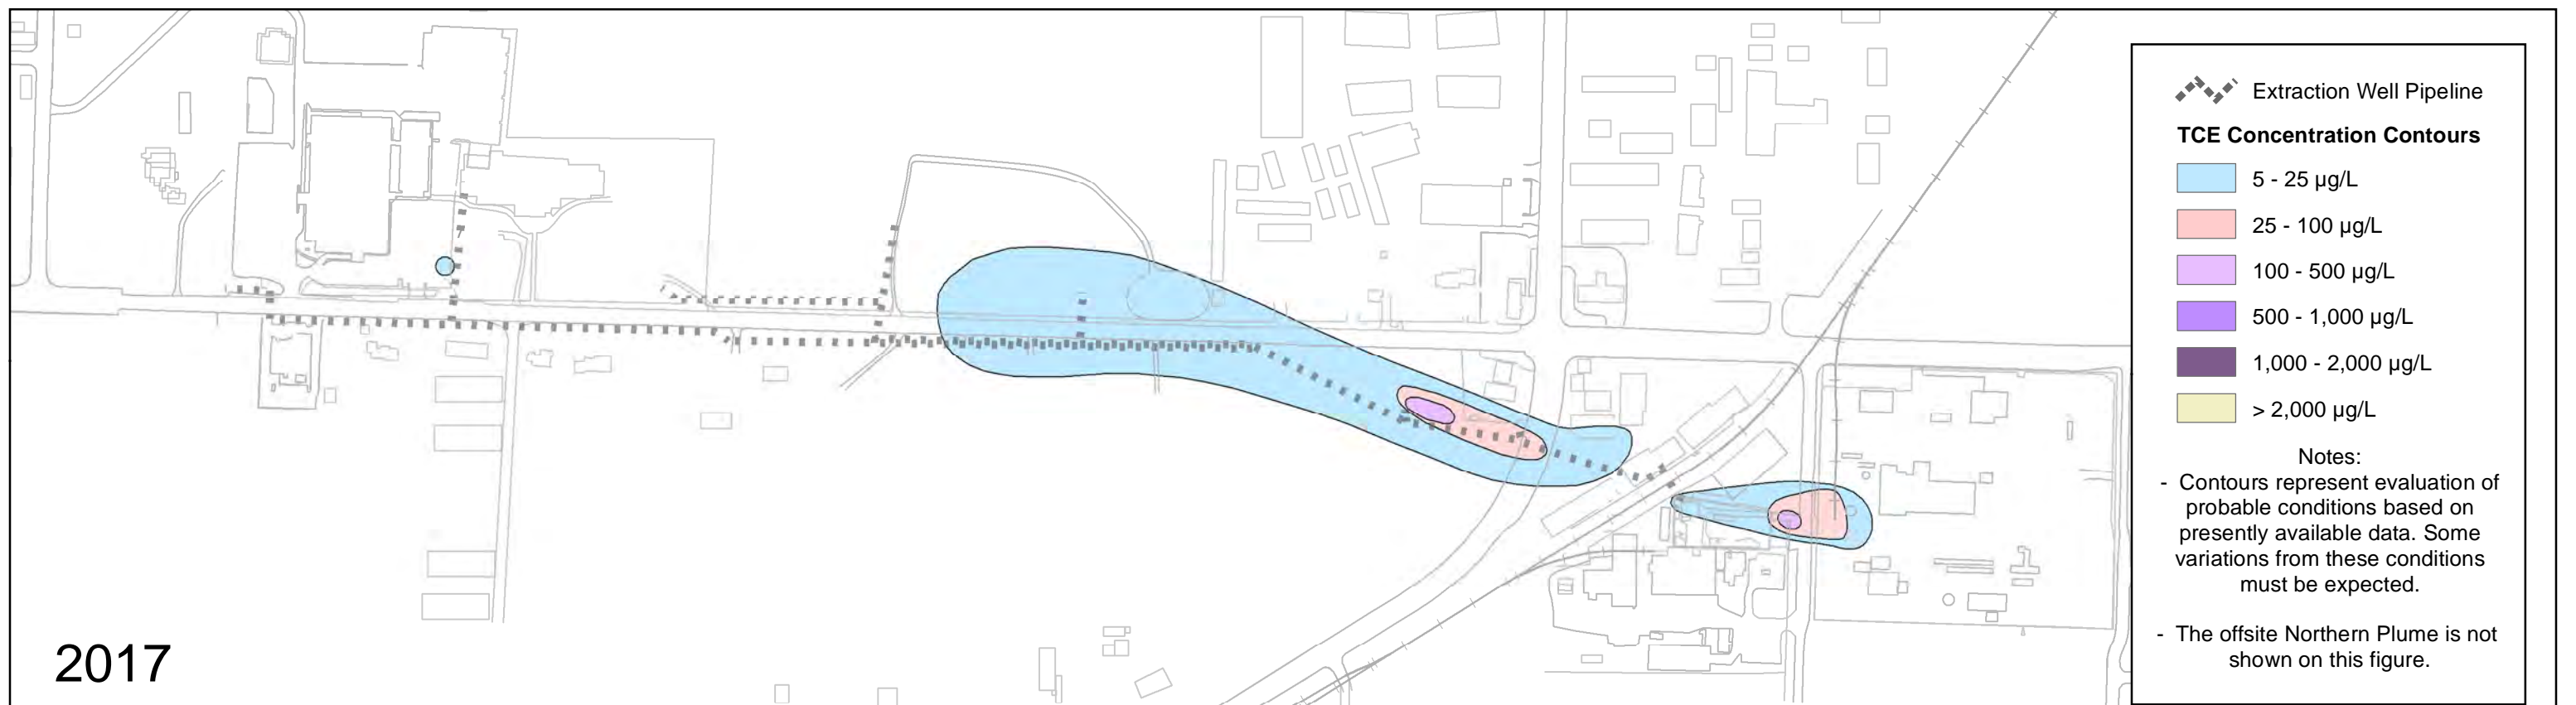 Extraction Well Pipeline
TCE Concentration Contours
5 - 25 µg/L
25 - 100 µg/L
100 - 500 µg/L
500 - 1,000 µg/L
1,000 - 2,000 µg/L
> 2,000 µg/L
Notes:
- Contours represent evaluation of
probable conditions based on
presently available data. Some
variations from these conditions
must be expected.
- The offsite Northern Plume is not
shown on this figure.
2017